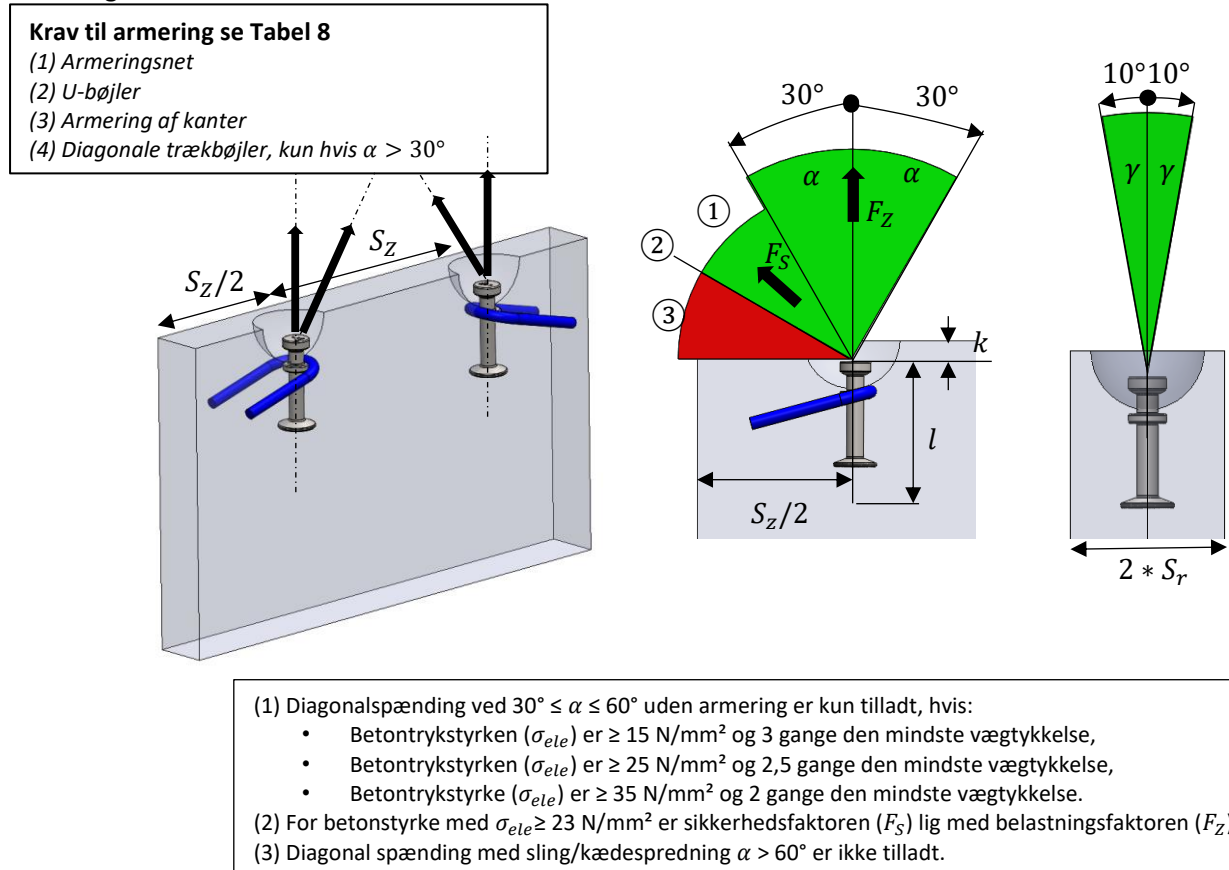 Krav til armering se Tabel 8
(1) Armeringsnet
(2) U-bøjler
(3) Armering af kanter
(4) Diagonale trækbøjler, kun hvis α > 30°
S_Z/2
S_Z
30°
30°
α
α
F_Z
①
②
F_S
③
k
l
S_z/2
10°10°
γ
γ
2 * S_r
(1) Diagonalspænding ved 30° ≤ α ≤ 60° uden armering er kun tilladt, hvis:
• Betontrykstyrken (σ_ele) er ≥ 15 N/mm² og 3 gange den mindste vægtykkelse,
• Betontrykstyrken (σ_ele) er ≥ 25 N/mm² og 2,5 gange den mindste vægtykkelse,
• Betontrykstyrke (σ_ele) er ≥ 35 N/mm² og 2 gange den mindste vægtykkelse.
(2) For betonstyrke med σ_ele≥ 23 N/mm² er sikkerhedsfaktoren (F_S) lig med belastningsfaktoren (F_Z)
(3) Diagonal spænding med sling/kædespredning α > 60° er ikke tilladt.